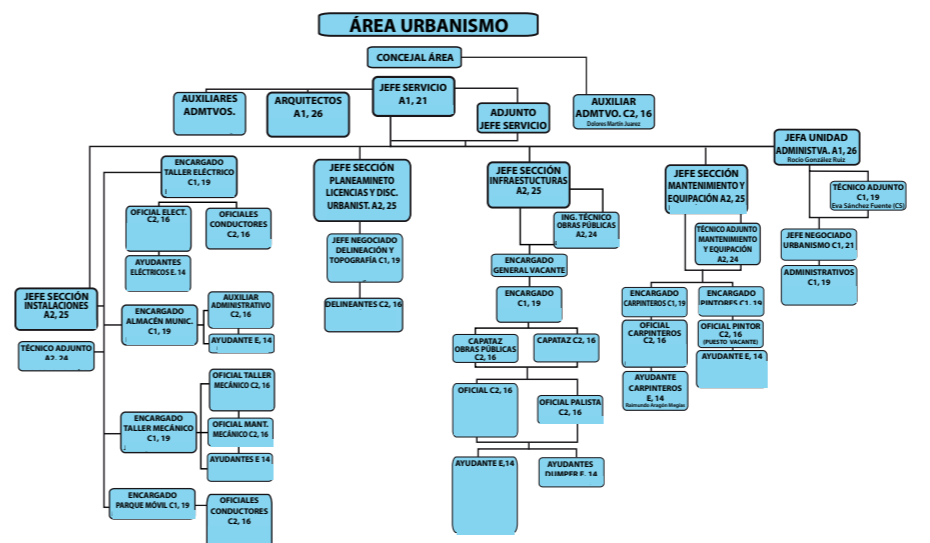 ÁREA URBANISMO
CONCEJAL ÁREA
JEFE SERVICIO
A1, 21
AUXILIARES
ADMTVOS.
ARQUITECTOS
A1, 26
ADJUNTO
JEFE SERVICIO
AUXILIAR
ADMTVO. C2, 16
Dolores Martín Juarez
JEFA UNIDAD
ADMINISTVA. A1, 26
Rocío González Ruiz
TÉCNICO ADJUNTO
C1, 19
Eva Sánchez Fuente (CS)
JEFE NEGOCIADO
URBANISMO C1, 21
ADMINISTRATIVOS
C1, 19
ENCARGADO
TALLER ELÉCTRICO
C1, 19
OFICIAL ELECT.
C2, 16
OFICIALES
CONDUCTORES
C2, 16
AYUDANTES
ELÉCTRICOS E. 14
JEFE SECCIÓN
INSTALACIONES
A2, 25
TÉCNICO ADJUNTO
A2, 24
ENCARGADO
ALMACÉN MUNIC.
C1, 19
AUXILIAR
ADMINISTRATIVO
C2, 16
AYUDANTE E, 14
ENCARGADO
TALLER MECÁNICO
C1, 19
OFICIAL TALLER
MECÁNICO C2, 16
OFICIAL MANT.
MECÁNICO C2, 16
AYUDANTES E 14
ENCARGADO
PARQUE MÓVIL C1, 19
OFICIALES
CONDUCTORES
C2, 16
JEFE SECCIÓN
PLANEAMINETO
LICENCIAS Y DISC.
URBANIST. A2, 25
JEFE NEGOCIADO
DELINEACIÓN Y
TOPOGRAFÍA C1, 19
DELINEANTES C2, 16
JEFE SECCIÓN
INFRAESTUCTURAS
A2, 25
ING. TÉCNICO
OBRAS PÚBLICAS
A2, 24
ENCARGADO
GENERAL VACANTE
ENCARGADO
C1, 19
CAPATAZ
OBRAS PÚBLICAS
C2, 16
CAPATAZ C2, 16
OFICIAL C2, 16
OFICIAL PALISTA
C2, 16
AYUDANTE E,14
AYUDANTES
DUMPER E. 14
JEFE SECCIÓN
MANTENIMIENTO Y
EQUIPACIÓN A2, 25
TÉCNICO ADJUNTO
MANTENIMIENTO
Y EQUIPACIÓN
A2, 24
ENCARGADO
CARPINTEROS C1, 19
OFICIAL
CARPINTEROS
C2, 16
AYUDANTE
CARPINTEROS
E, 14
Raimundo Aragón Megías
ENCARGADO
PINTORES C1, 19
OFICIAL PINTOR
C2, 16
(PUESTO VACANTE)
AYUDANTE E, 14